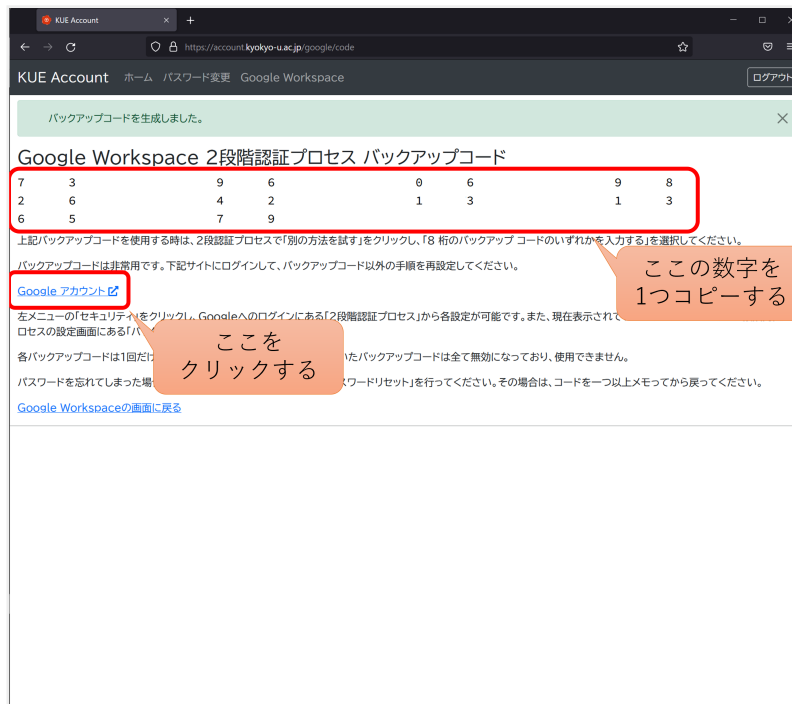 KUE Account
https://account.kyokyo-u.ac.jp/google/code
KUE Account ホーム パスワード変更 Google Workspace ログアウト
バックアップコードを生成しました。
Google Workspace 2段階認証プロセス バックアップコード
7 3 9 6 0 6 9 8
2 6 4 2 1 3 1 3
6 5 7 9
上記バックアップコードを使用する時は、2段認証プロセスで「別の方法を試す」をクリックし、「8 桁のバックアップ コードのいずれかを入力する」を選択してください。
バックアップコードは非常用です。下記サイトにログインして、バックアップコード以外の手順を再設定してください。
ここの数字を
1つコピーする
Google アカウント
左メニューの「セキュリティ」をクリックし、Googleへのログインにある「2段階認証プロセス」から各設定が可能です。また、現在表示されて
ロセスの設定画面にある「バ
ここを
クリックする
各バックアップコードは1回だけ いたバックアップコードは全て無効になっており、使用できません。
パスワードを忘れてしまった場 スワードリセット」を行ってください。その場合は、コードを一つ以上メモってから戻ってください。
Google Workspaceの画面に戻る